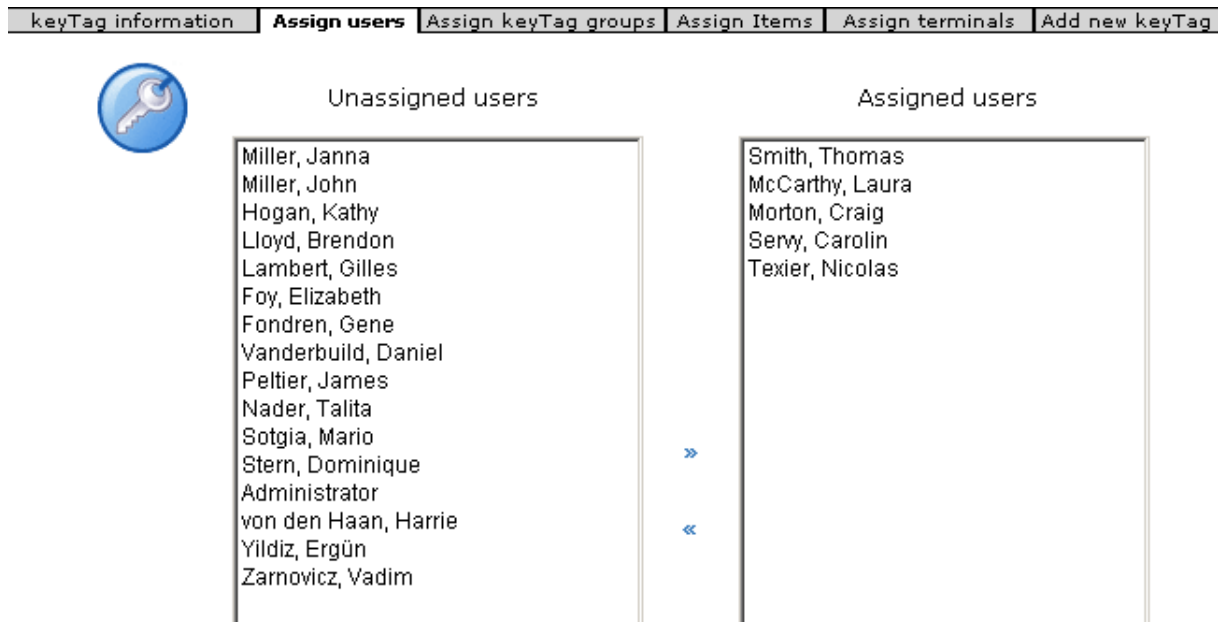 keyTag information Assign users Assign keyTag groups Assign Items Assign terminals Add new keyTag
Unassigned users
Miller, Janna
Miller, John
Hogan, Kathy
Lloyd, Brendon
Lambert, Gilles
Foy, Elizabeth
Fondren, Gene
Vanderbuild, Daniel
Peltier, James
Nader, Talita
Sotgia, Mario
Stern, Dominique
Administrator
von den Haan, Harrie
Yildiz, Ergün
Zarnovicz, Vadim
»
«
Assigned users
Smith, Thomas
McCarthy, Laura
Morton, Craig
Servy, Carolin
Texier, Nicolas